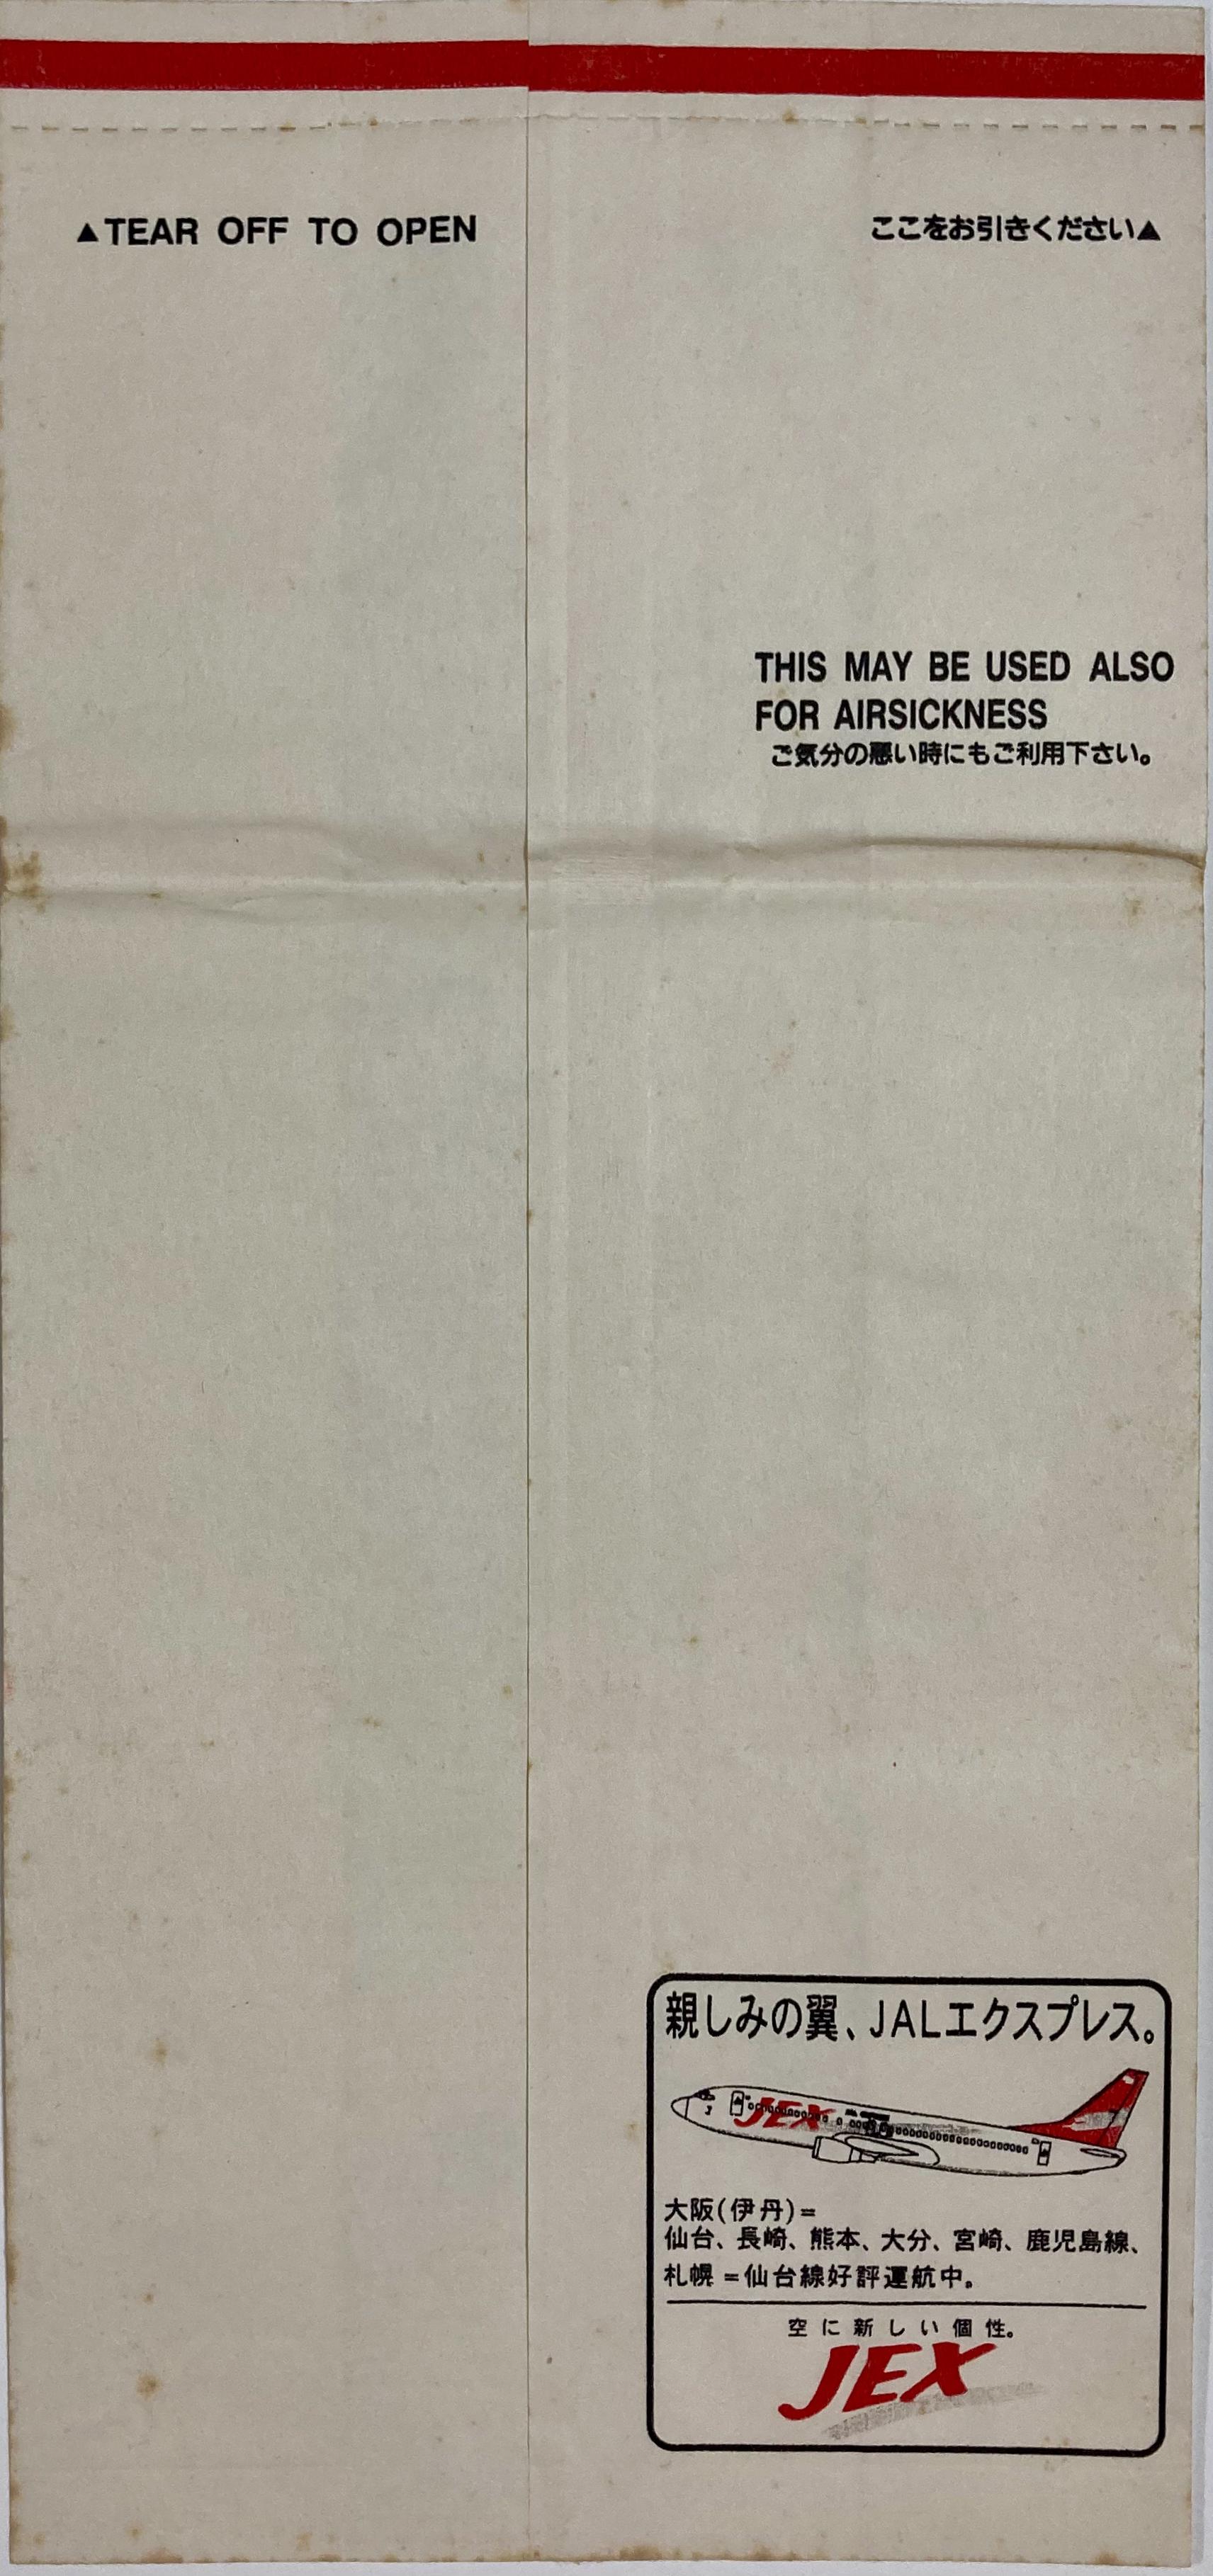 ▲TEAR OFF TO OPEN
ここをお引きください▲
THIS MAY BE USED ALSO
FOR AIRSICKNESS
ご気分の悪い時にもご利用下さい。
親しみの翼、JALエクスプレス。
JEX
大阪(伊丹)=
仙台、長崎、熊本、大分、宮崎、鹿児島線、
札幌=仙台線好評運航中。
空に新しい個性。
JEX